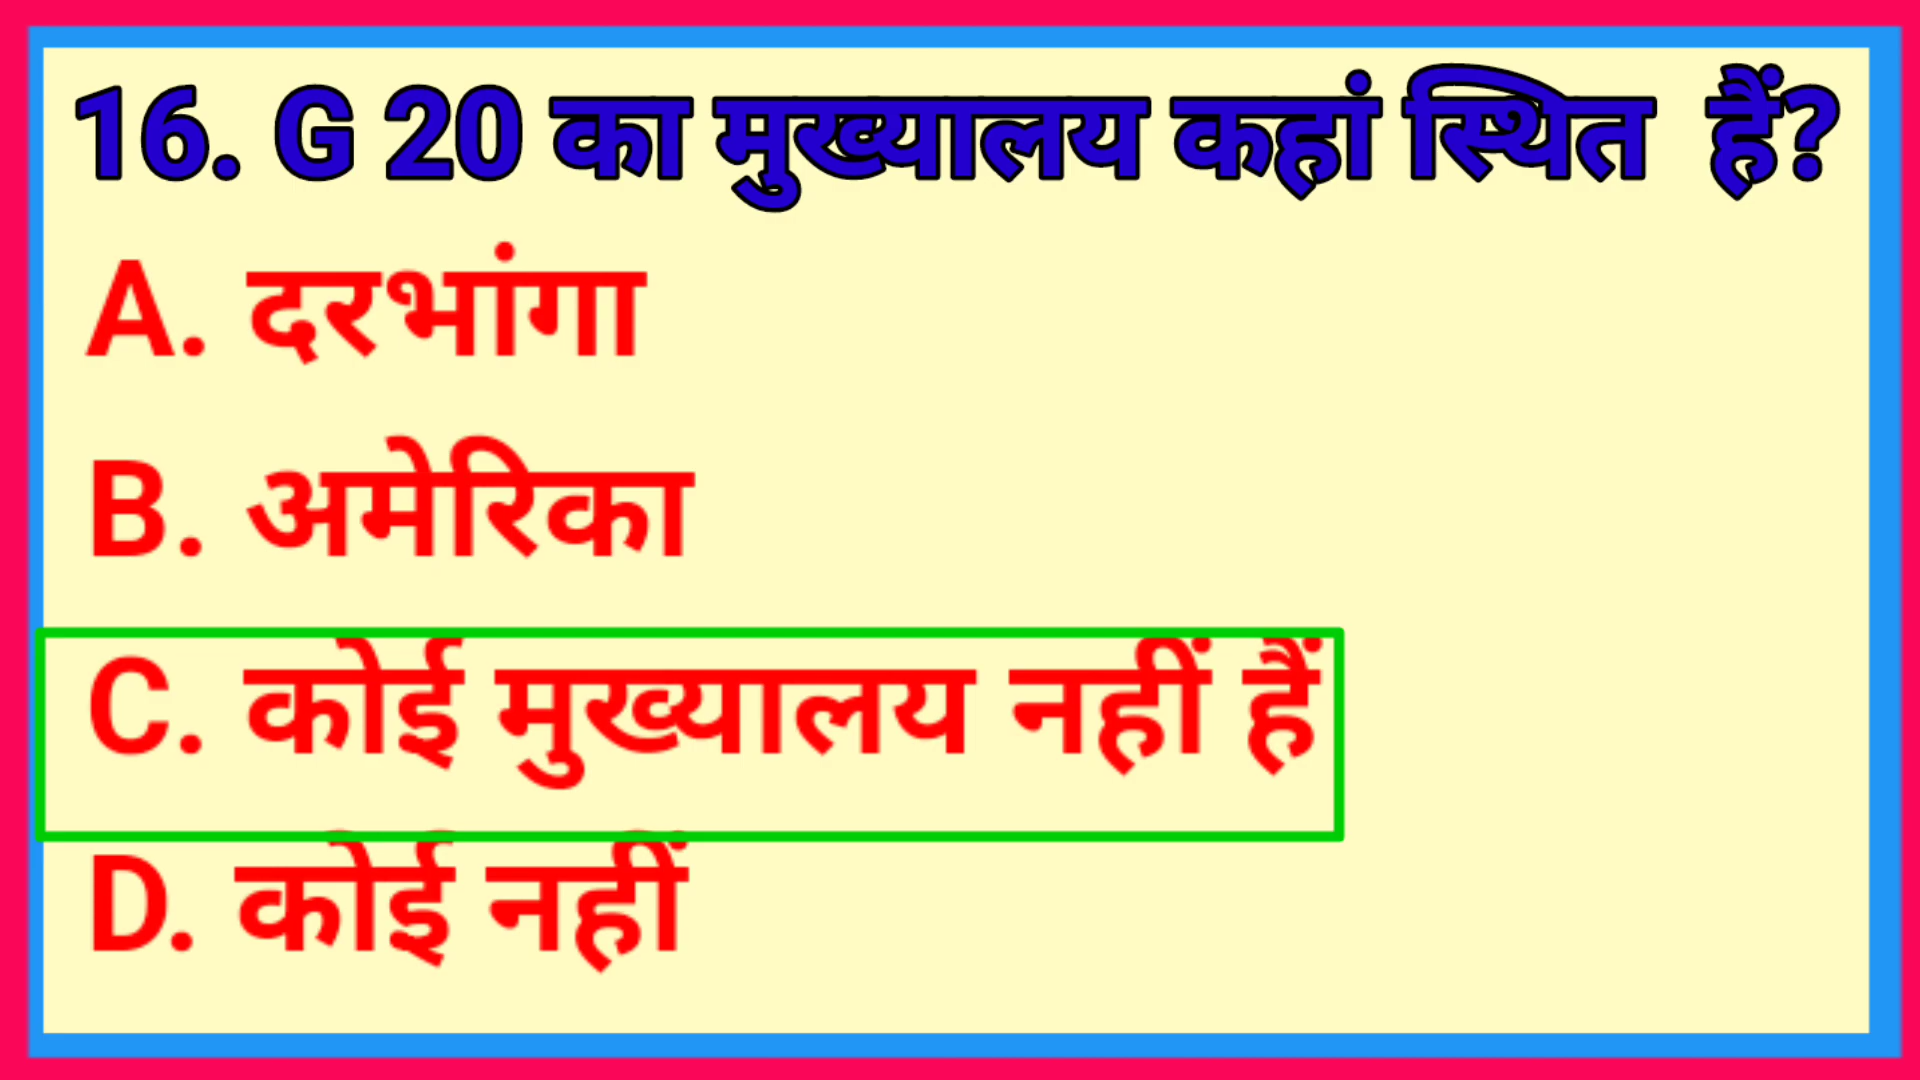 16. G 20 का मुख्यालय कहां स्थित हैं?
A. दरभांगा
B. अमेरिका
C. कोई मुख्यालय नहीं हैं
D. कोई नहीं